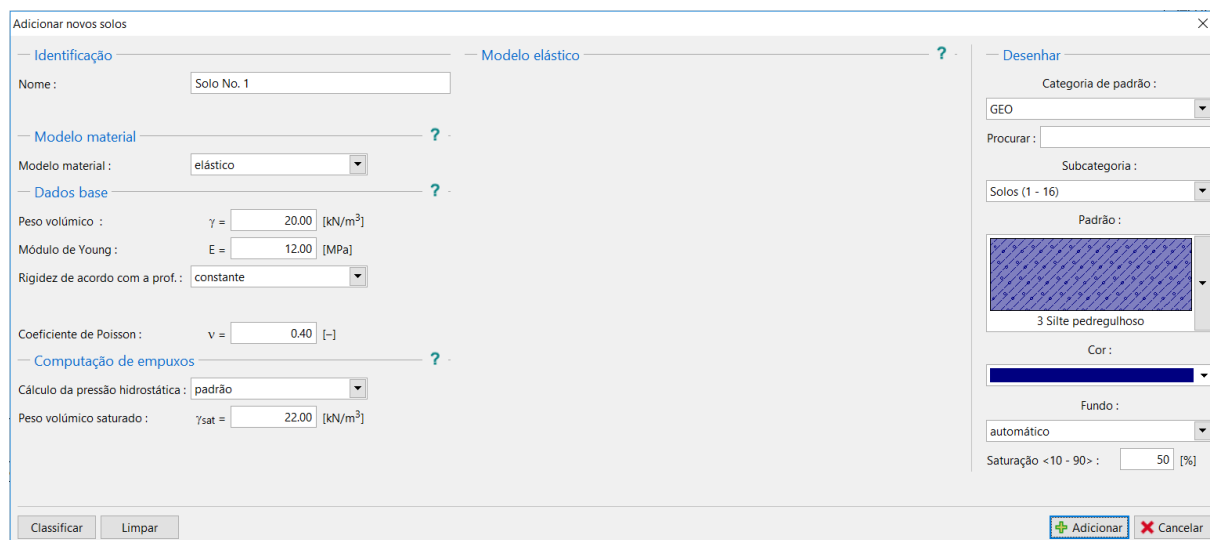 Adicionar novos solos
Identificação
Nome :
Solo No. 1
Modelo material
?
Modelo material :
elástico
Dados base
?
Peso volúmico :
γ = 20.00 [kN/m³]
Módulo de Young :
E = 12.00 [MPa]
Rigidez de acordo com a prof. :
constante
Coeficiente de Poisson :
ν = 0.40 [–]
Computação de empuxos
?
Cálculo da pressão hidrostática :
padrão
Peso volúmico saturado :
γsat = 22.00 [kN/m³]
Modelo elástico
?
Desenhar
Categoria de padrão :
GEO
Procurar :
Subcategoria :
Solos (1 - 16)
Padrão :
3 Silte pedregulhoso
Cor :
Fundo :
automático
Saturação <10 - 90> : 50 [%]
Classificar
Limpar
Adicionar
Cancelar